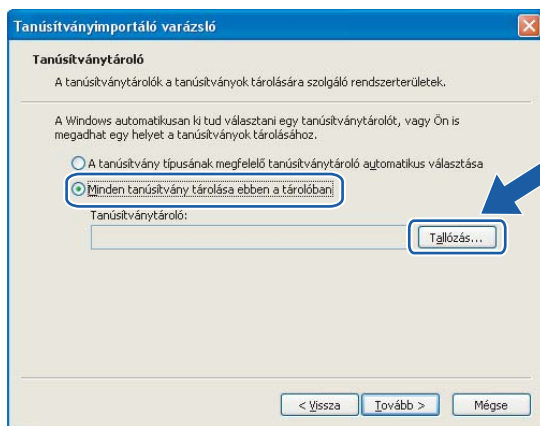 Tanúsítványimportáló varázsló
Tanúsítványtároló
A tanúsítványtárolók a tanúsítványok tárolására szolgáló rendszerterületek.
A Windows automatikusan ki tud választani egy tanúsítványtárolót, vagy Ön is
megadhat egy helyet a tanúsítványok tárolásához.
A tanúsítvány típusának megfelelő tanúsítványtároló automatikus választása
Minden tanúsítvány tárolása ebben a tárolóban
Tanúsítványtároló:
Tallózás...
< Vissza
Tovább >
Mégse